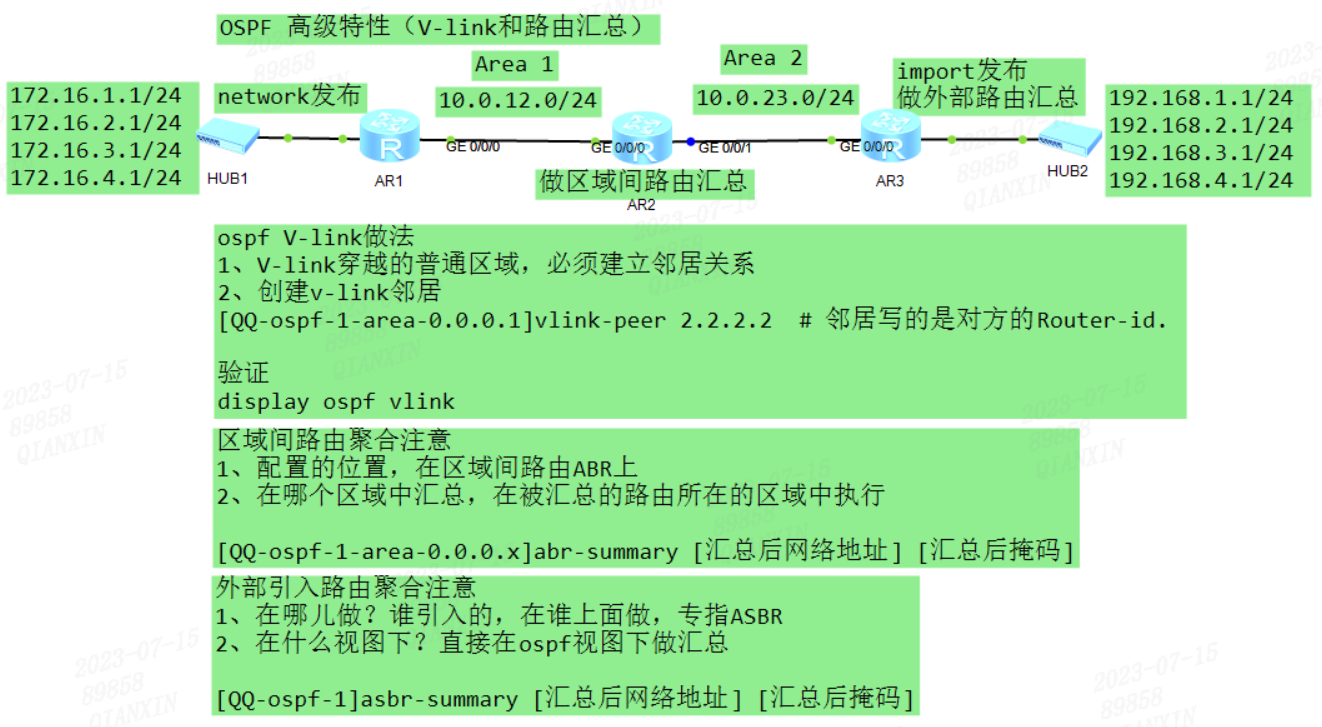 OSPF 高级特性（V-link和路由汇总）
Area 1
Area 2
172.16.1.1/24
172.16.2.1/24
172.16.3.1/24
172.16.4.1/24
network发布
10.0.12.0/24
10.0.23.0/24
import发布
做外部路由汇总
192.168.1.1/24
192.168.2.1/24
192.168.3.1/24
192.168.4.1/24
HUB1
AR1
GE 0/0/0
GE 0/0/0
GE 0/0/1
GE 0/0/0
AR3
HUB2
做区域间路由汇总
AR2
ospf V-link做法
1、V-link穿越的普通区域，必须建立邻居关系
2、创建v-link邻居
[QQ-ospf-1-area-0.0.0.1]vlink-peer 2.2.2.2  # 邻居写的是对方的Router-id.
验证
display ospf vlink
区域间路由聚合注意
1、配置的位置，在区域间路由ABR上
2、在哪个区域中汇总，在被汇总的路由所在的区域中执行
[QQ-ospf-1-area-0.0.0.x]abr-summary [汇总后网络地址] [汇总后掩码]
外部引入路由聚合注意
1、在哪儿做？谁引入的，在谁上面做，专指ASBR
2、在什么视图下？直接在ospf视图下做汇总
[QQ-ospf-1]asbr-summary [汇总后网络地址] [汇总后掩码]
2023-07-15
89858
QIANXIN